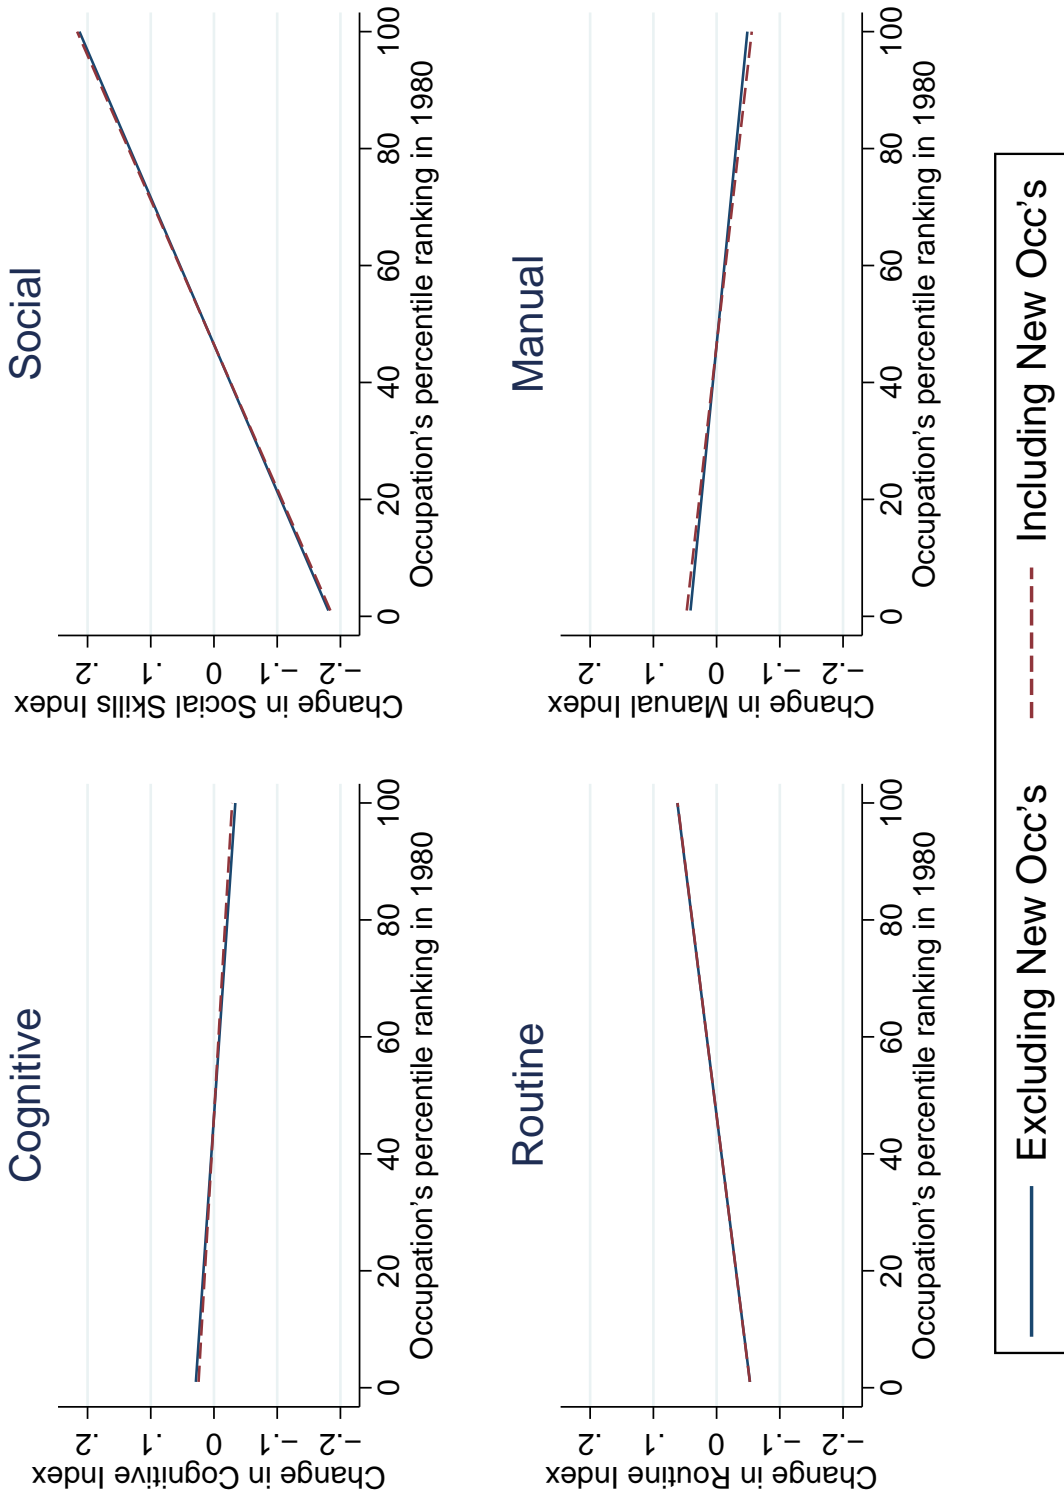 Cognitive
Change in Cognitive Index
.2
.1
0
-.1
-.2
0 20 40 60 80 100
Occupation's percentile ranking in 1980
Social
Change in Social Skills Index
.2
.1
0
-.1
-.2
0 20 40 60 80 100
Occupation's percentile ranking in 1980
Routine
Change in Routine Index
.2
.1
0
-.1
-.2
0 20 40 60 80 100
Occupation's percentile ranking in 1980
Manual
Change in Manual Index
.2
.1
0
-.1
-.2
0 20 40 60 80 100
Occupation's percentile ranking in 1980
Excluding New Occ's Including New Occ's